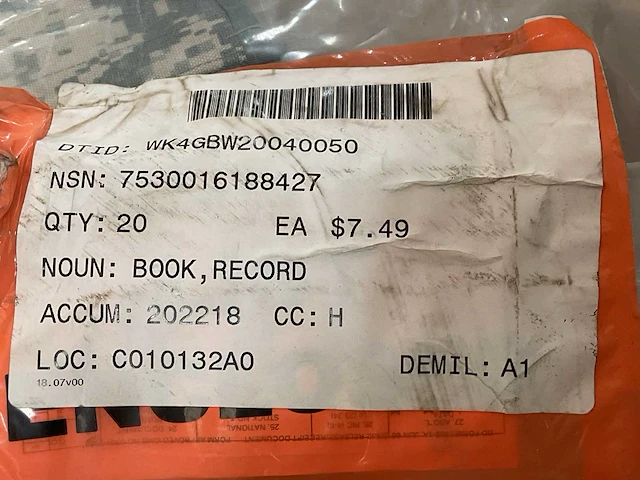 DTID: WK4GBW20040050
NSN: 7530016188427
QTY: 20 EA $7.49
NOUN: BOOK,RECORD
ACCUM: 202218 CC: H
LOC: C010132A0 DEMIL: A1
18.07v00